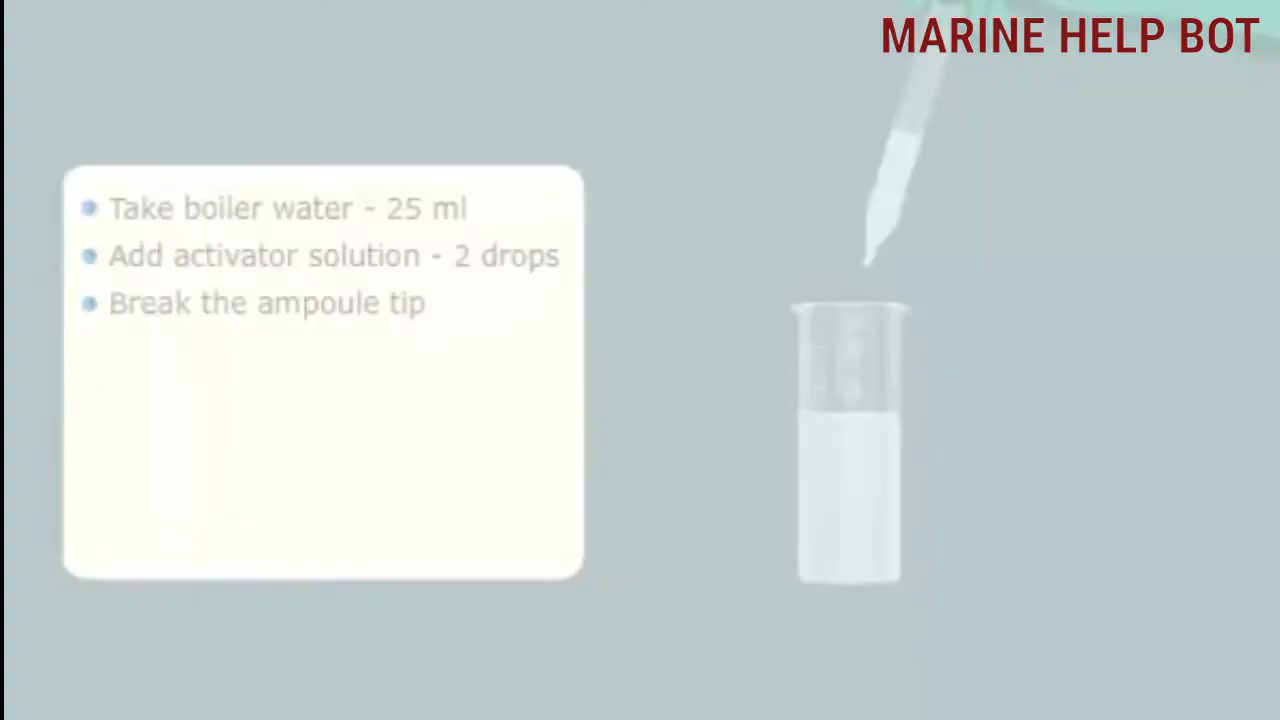 MARINE HELP BOT
Take boiler water - 25 ml
Add activator solution - 2 drops
Break the ampoule tip